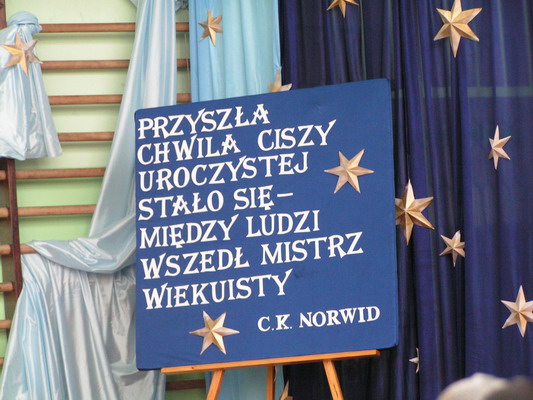 PRZYSZŁA
CHWILA CISZY
UROCZYSTEJ
STAŁO SIĘ–
MIĘDZY LUDZI
WSZEDŁ MISTRZ
WIEKUISTY
C.K. NORWID